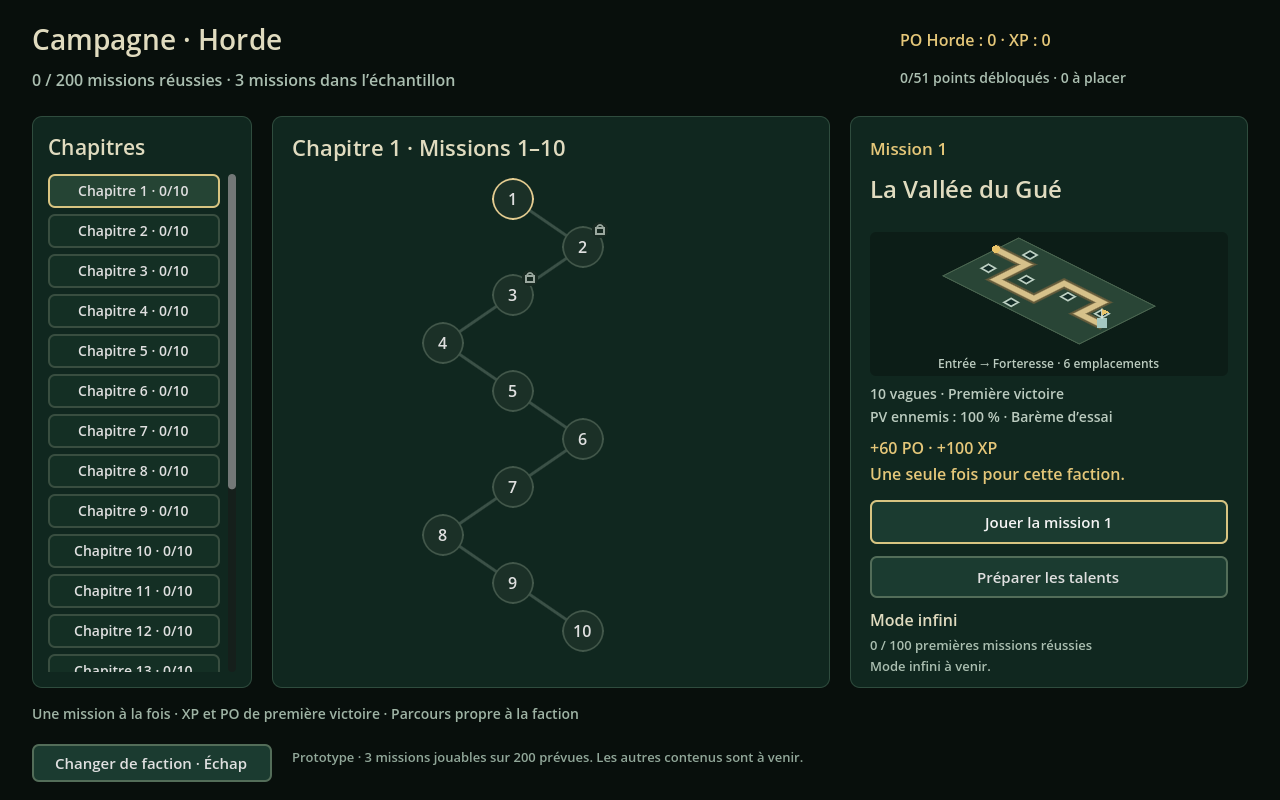 Campagne · Horde
0 / 200 missions réussies · 3 missions dans l’échantillon
PO Horde : 0 · XP : 0
0/51 points débloqués · 0 à placer
Chapitres
Chapitre 1 · 0/10
Chapitre 2 · 0/10
Chapitre 3 · 0/10
Chapitre 4 · 0/10
Chapitre 5 · 0/10
Chapitre 6 · 0/10
Chapitre 7 · 0/10
Chapitre 8 · 0/10
Chapitre 9 · 0/10
Chapitre 10 · 0/10
Chapitre 11 · 0/10
Chapitre 12 · 0/10
Chapitre 13 · 0/10
Chapitre 1 · Missions 1–10
1
2
3
4
5
6
7
8
9
10
Mission 1
La Vallée du Gué
Entrée → Forteresse · 6 emplacements
10 vagues · Première victoire
PV ennemis : 100 % · Barème d’essai
+60 PO · +100 XP
Une seule fois pour cette faction.
Jouer la mission 1
Préparer les talents
Mode infini
0 / 100 premières missions réussies
Mode infini à venir.
Une mission à la fois · XP et PO de première victoire · Parcours propre à la faction
Changer de faction · Échap
Prototype · 3 missions jouables sur 200 prévues. Les autres contenus sont à venir.